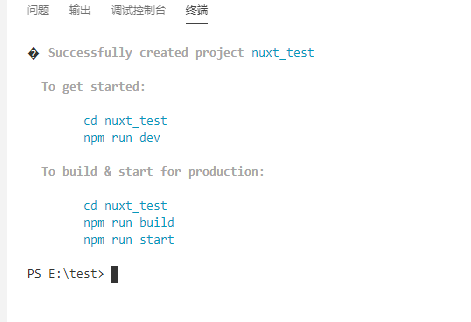 问题 输出 调试控制台 终端
� Successfully created project nuxt_test
To get started:
cd nuxt_test
npm run dev
To build & start for production:
cd nuxt_test
npm run build
npm run start
PS E:\test>